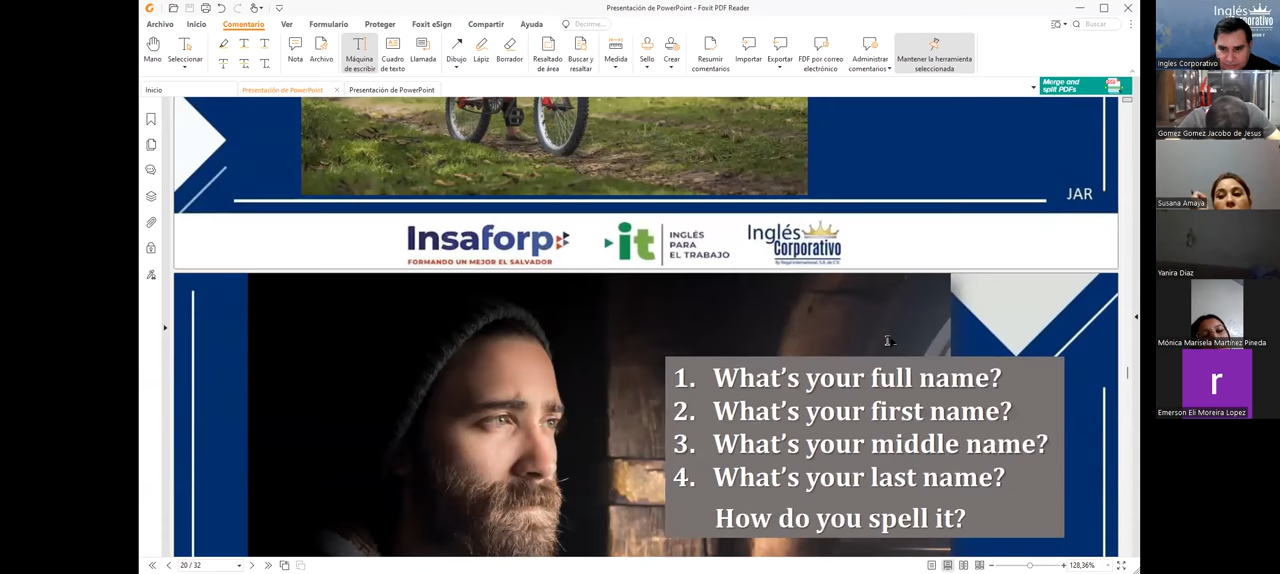 Presentación de PowerPoint - Foxit PDF Reader
Archivo Inicio Comentario Ver Formulario Proteger Foxit eSign Compartir Ayuda Decirme... Buscar
Mano Seleccionar Nota Archivo Máquina de escribir Cuadro de texto Llamada Dibujo Lápiz Borrador Resaltado de área Buscar y resaltar Medida Sello Crear Resumir comentarios Importar Exportar PDF por correo electrónico Administrar comentarios Mantener la herramienta seleccionada
Inicio Presentación de PowerPoint Presentación de PowerPoint
Merge and split PDFs
JAR
Insaforp
FORMANDO UN MEJOR EL SALVADOR
it
INGLÉS
PARA
EL TRABAJO
Inglés
Corporativo
1. What's your full name?
2. What's your first name?
3. What's your middle name?
4. What's your last name?
How do you spell it?
20 / 32
128,36%
Inglés
Corporativo
Ingles Corporativo
Gomez Gomez Jacobo de Jesus
Susana Amaya
Yanira Diaz
Mónica Marisela Martínez Pineda
r
Emerson Eli Moreira Lopez